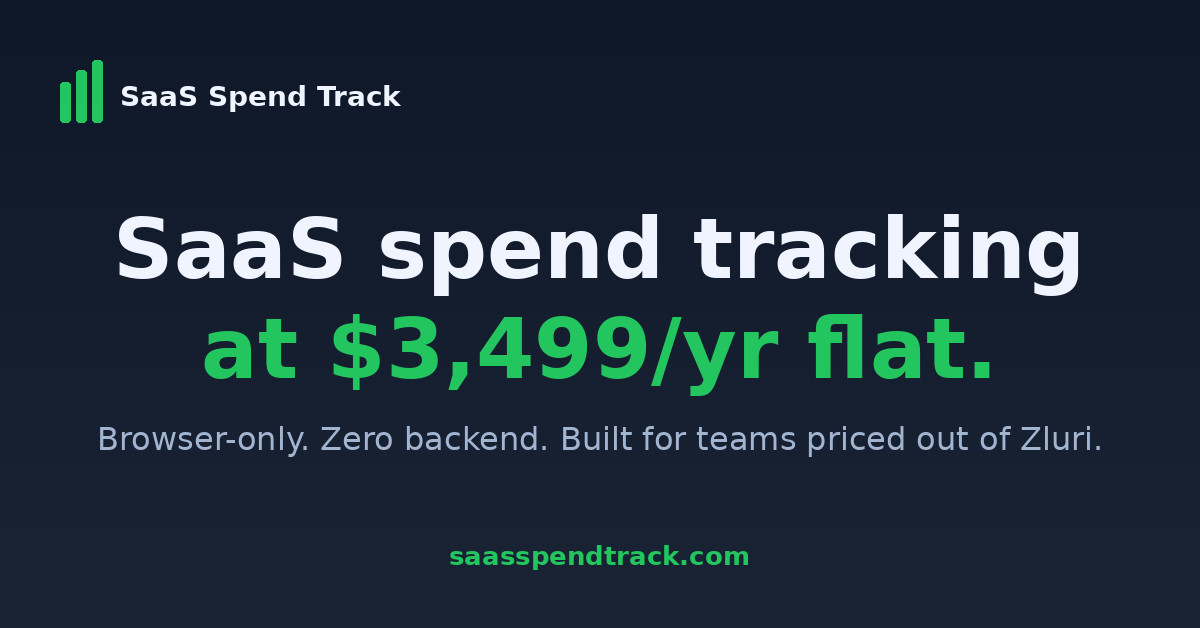 SaaS Spend Track
SaaS spend tracking
at $3,499/yr flat.
Browser-only. Zero backend. Built for teams priced out of Zluri.
saasspendtrack.com